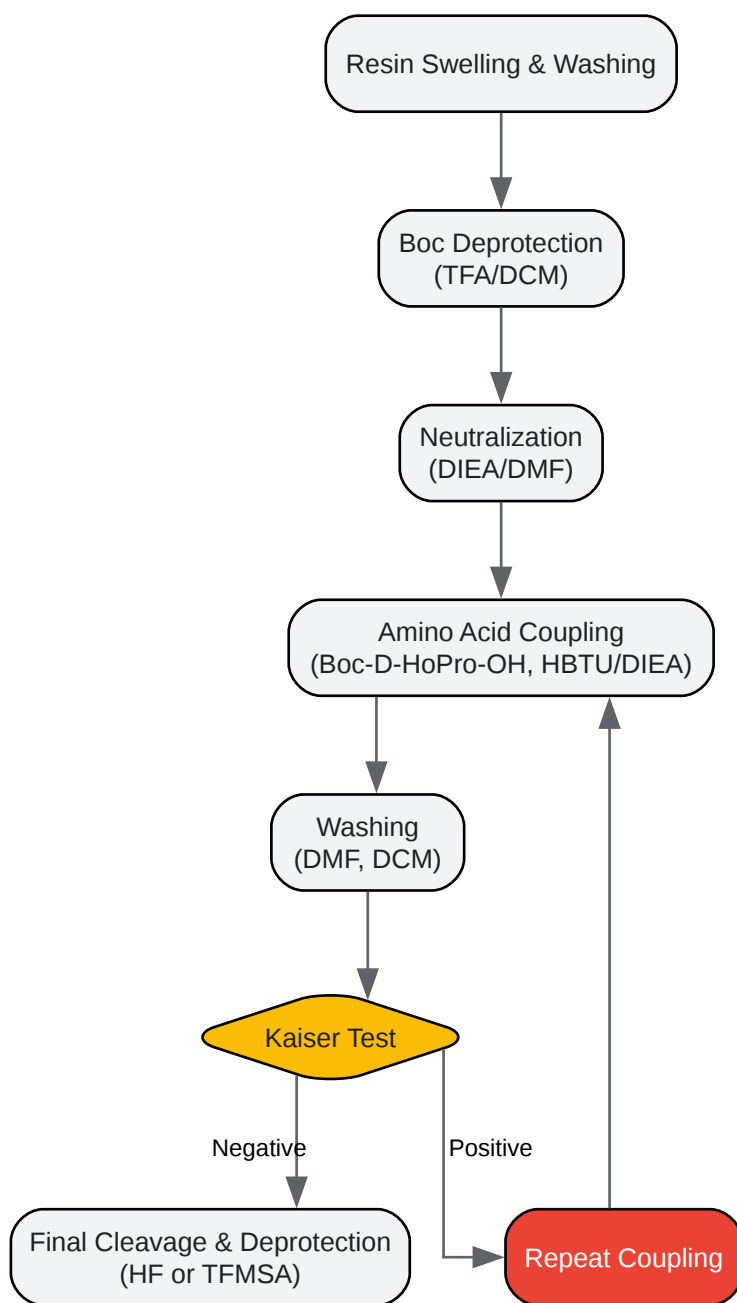 Resin Swelling & Washing
Boc Deprotection
(TFA/DCM)
Neutralization
(DIEA/DMF)
Amino Acid Coupling
(Boc-D-HoPro-OH, HBTU/DIEA)
Washing
(DMF, DCM)
Kaiser Test
Negative
Positive
Final Cleavage & Deprotection
(HF or TFMSA)
Repeat Coupling